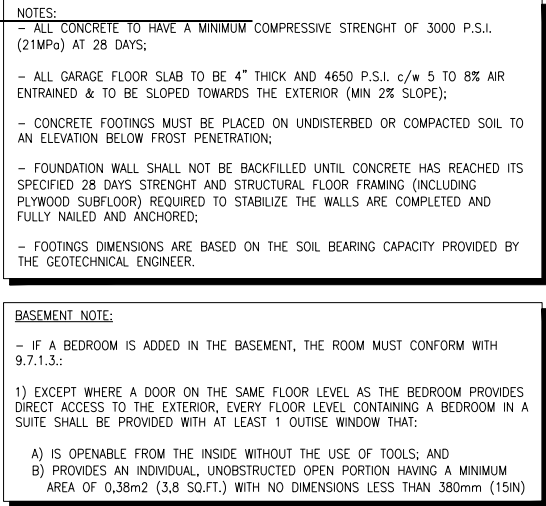 NOTES:
– ALL CONCRETE TO HAVE A MINIMUM COMPRESSIVE STRENGHT OF 3000 P.S.I.
(21MPa) AT 28 DAYS;
– ALL GARAGE FLOOR SLAB TO BE 4" THICK AND 4650 P.S.I. c/w 5 TO 8% AIR
ENTRAINED & TO BE SLOPED TOWARDS THE EXTERIOR (MIN 2% SLOPE);
– CONCRETE FOOTINGS MUST BE PLACED ON UNDISTERBED OR COMPACTED SOIL TO
AN ELEVATION BELOW FROST PENETRATION;
– FOUNDATION WALL SHALL NOT BE BACKFILLED UNTIL CONCRETE HAS REACHED ITS
SPECIFIED 28 DAYS STRENGHT AND STRUCTURAL FLOOR FRAMING (INCLUDING
PLYWOOD SUBFLOOR) REQUIRED TO STABILIZE THE WALLS ARE COMPLETED AND
FULLY NAILED AND ANCHORED;
– FOOTINGS DIMENSIONS ARE BASED ON THE SOIL BEARING CAPACITY PROVIDED BY
THE GEOTECHNICAL ENGINEER.
BASEMENT NOTE:
– IF A BEDROOM IS ADDED IN THE BASEMENT, THE ROOM MUST CONFORM WITH
9.7.1.3.:
1) EXCEPT WHERE A DOOR ON THE SAME FLOOR LEVEL AS THE BEDROOM PROVIDES
DIRECT ACCESS TO THE EXTERIOR, EVERY FLOOR LEVEL CONTAINING A BEDROOM IN A
SUITE SHALL BE PROVIDED WITH AT LEAST 1 OUTISE WINDOW THAT:
A) IS OPENABLE FROM THE INSIDE WITHOUT THE USE OF TOOLS; AND
B) PROVIDES AN INDIVIDUAL, UNOBSTRUCTED OPEN PORTION HAVING A MINIMUM
AREA OF 0,38m2 (3,8 SQ.FT.) WITH NO DIMENSIONS LESS THAN 380mm (15IN)